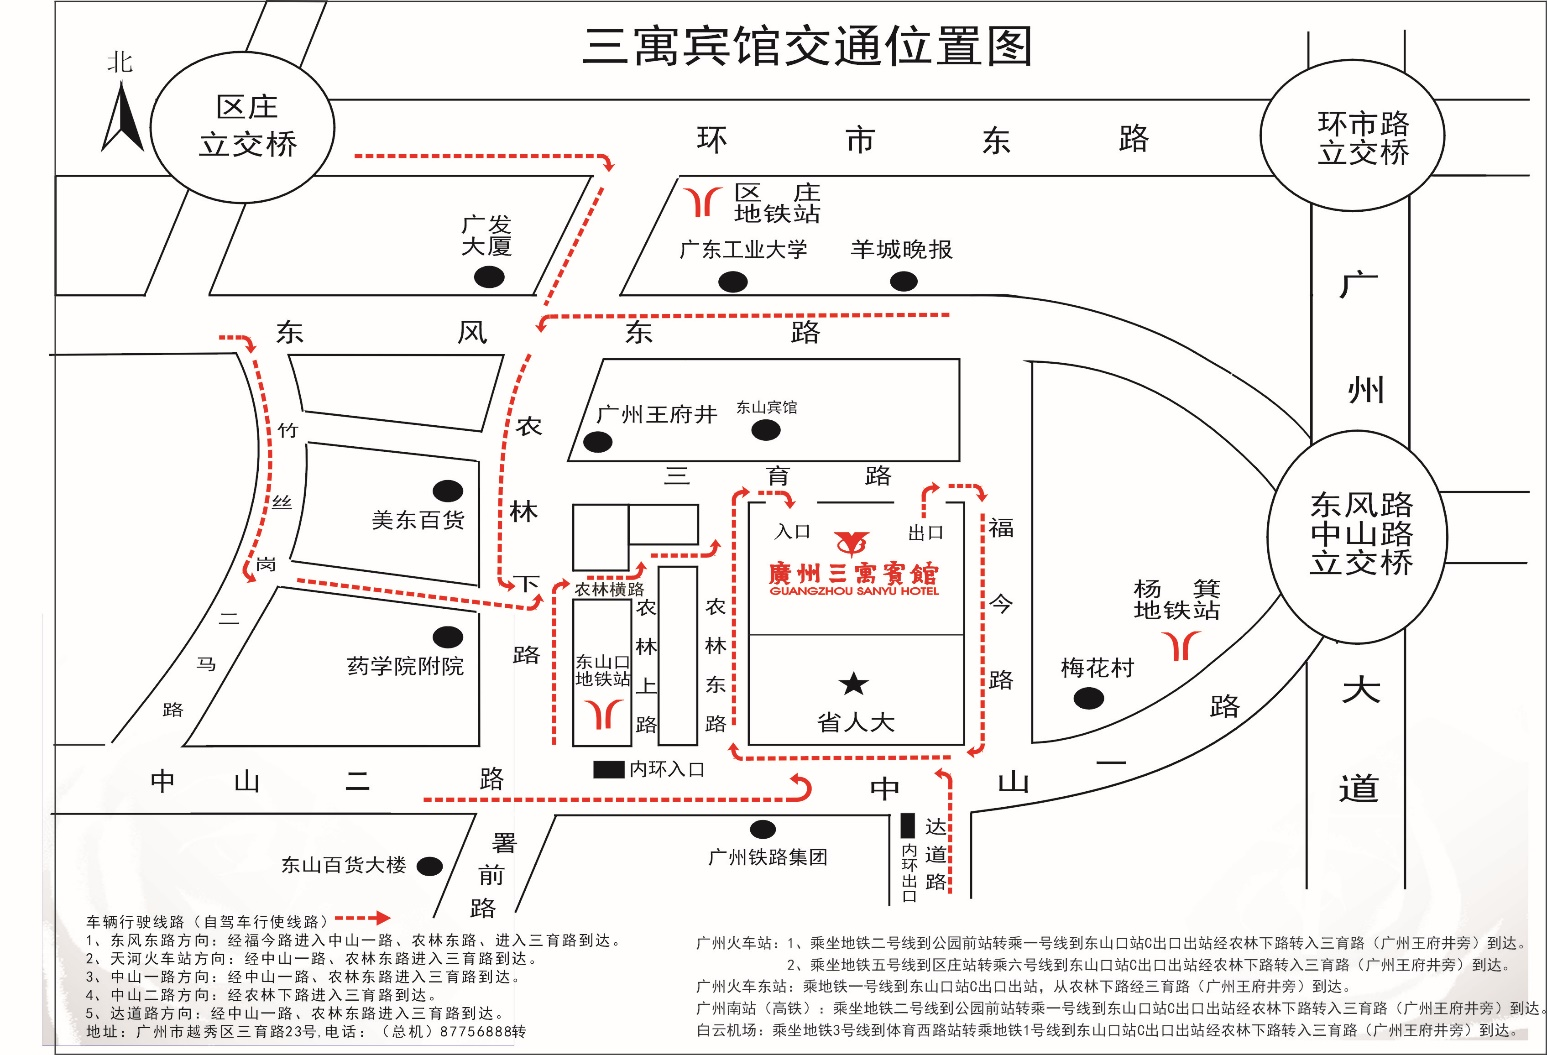 三寓宾馆交通位置图
北
区庄
立交桥
环市东路
环市路
立交桥
区庄
地铁站
广发
大厦
广东工业大学
羊城晚报
东风东路
广州大道
竹丝岗二马路
农林下路
广州王府井
东山宾馆
三育路
美东百货
入口
出口
廣州三寓賓館
GUANGZHOU SANYU HOTEL
福今路
东风路
中山路
立交桥
农林横路
杨箕
地铁站
药学院附院
东山口
地铁站
农林上路
农林东路
省人大
梅花村
内环入口
中山二路
中山一路
署前路
东山百货大楼
广州铁路集团
内环出口
达道路
车辆行驶线路（自驾车行使线路）
1、东风东路方向：经福今路进入中山一路、农林东路、进入三育路到达。
2、天河火车站方向：经中山一路、农林东路进入三育路到达。
3、中山一路方向：经中山一路、农林东路进入三育路到达。
4、中山二路方向：经农林下路进入三育路到达。
5、达道路方向：经中山一路、农林东路进入三育路到达。
地址：广州市越秀区三育路23号,电话：（总机）87756888转
广州火车站：1、乘坐地铁二号线到公园前站转乘一号线到东山口站C出口出站经农林下路转入三育路（广州王府井旁）到达。
2、乘坐地铁五号线到区庄站转乘六号线到东山口站C出口出站经农林下路转入三育路（广州王府井旁）到达。
广州火车东站：乘地铁一号线到东山口站C出口出站，从农林下路经三育路（广州王府井旁）到达。
广州南站（高铁）：乘坐地铁二号线到公园前站转乘一号线到东山口站C出口出站经农林下路转入三育路（广州王府井旁）到达。
白云机场：乘坐地铁3号线到体育西路站转乘地铁1号线到东山口站C出口出站经农林下路转入三育路（广州王府井旁）到达。